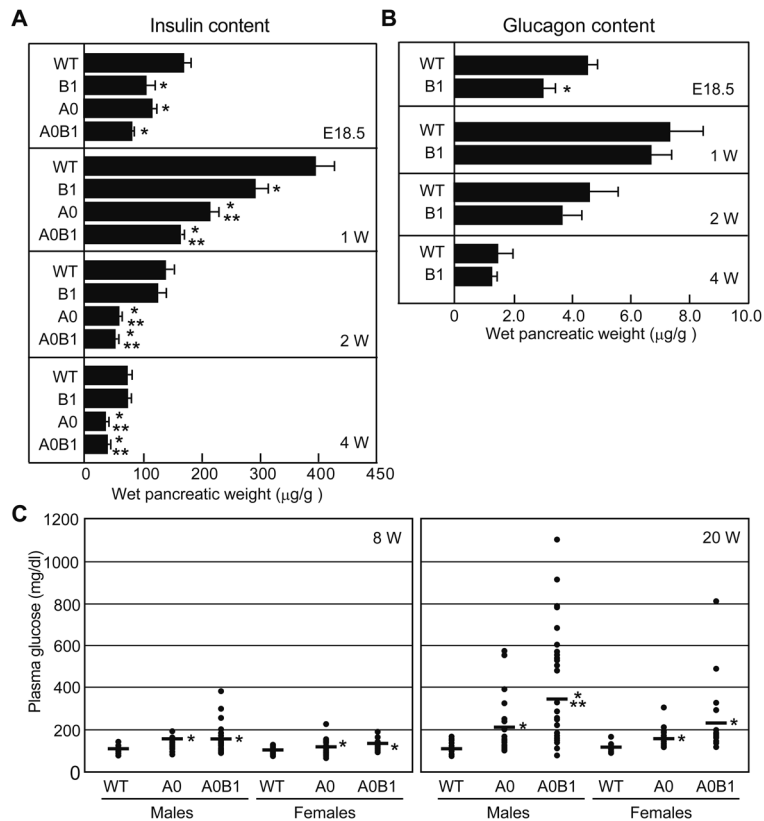 A Insulin content
WT
B1 *
A0 *
A0B1 *
E18.5
WT
B1 *
A0 * **
A0B1 * **
1 W
WT
B1
A0 * **
A0B1 * **
2 W
WT
B1
A0 * **
A0B1 * **
4 W
0 100 200 300 400 450
Wet pancreatic weight (μg/g )
B Glucagon content
WT
B1 *
E18.5
WT
B1
1 W
WT
B1
2 W
WT
B1
4 W
0 2.0 4.0 6.0 8.0 10.0
Wet pancreatic weight (μg/g )
C
Plasma glucose (mg/dl)
1200
1000
800
600
400
200
0
8 W
* * * *
WT A0 A0B1 WT A0 A0B1
Males Females
20 W
* * ** * *
WT A0 A0B1 WT A0 A0B1
Males Females